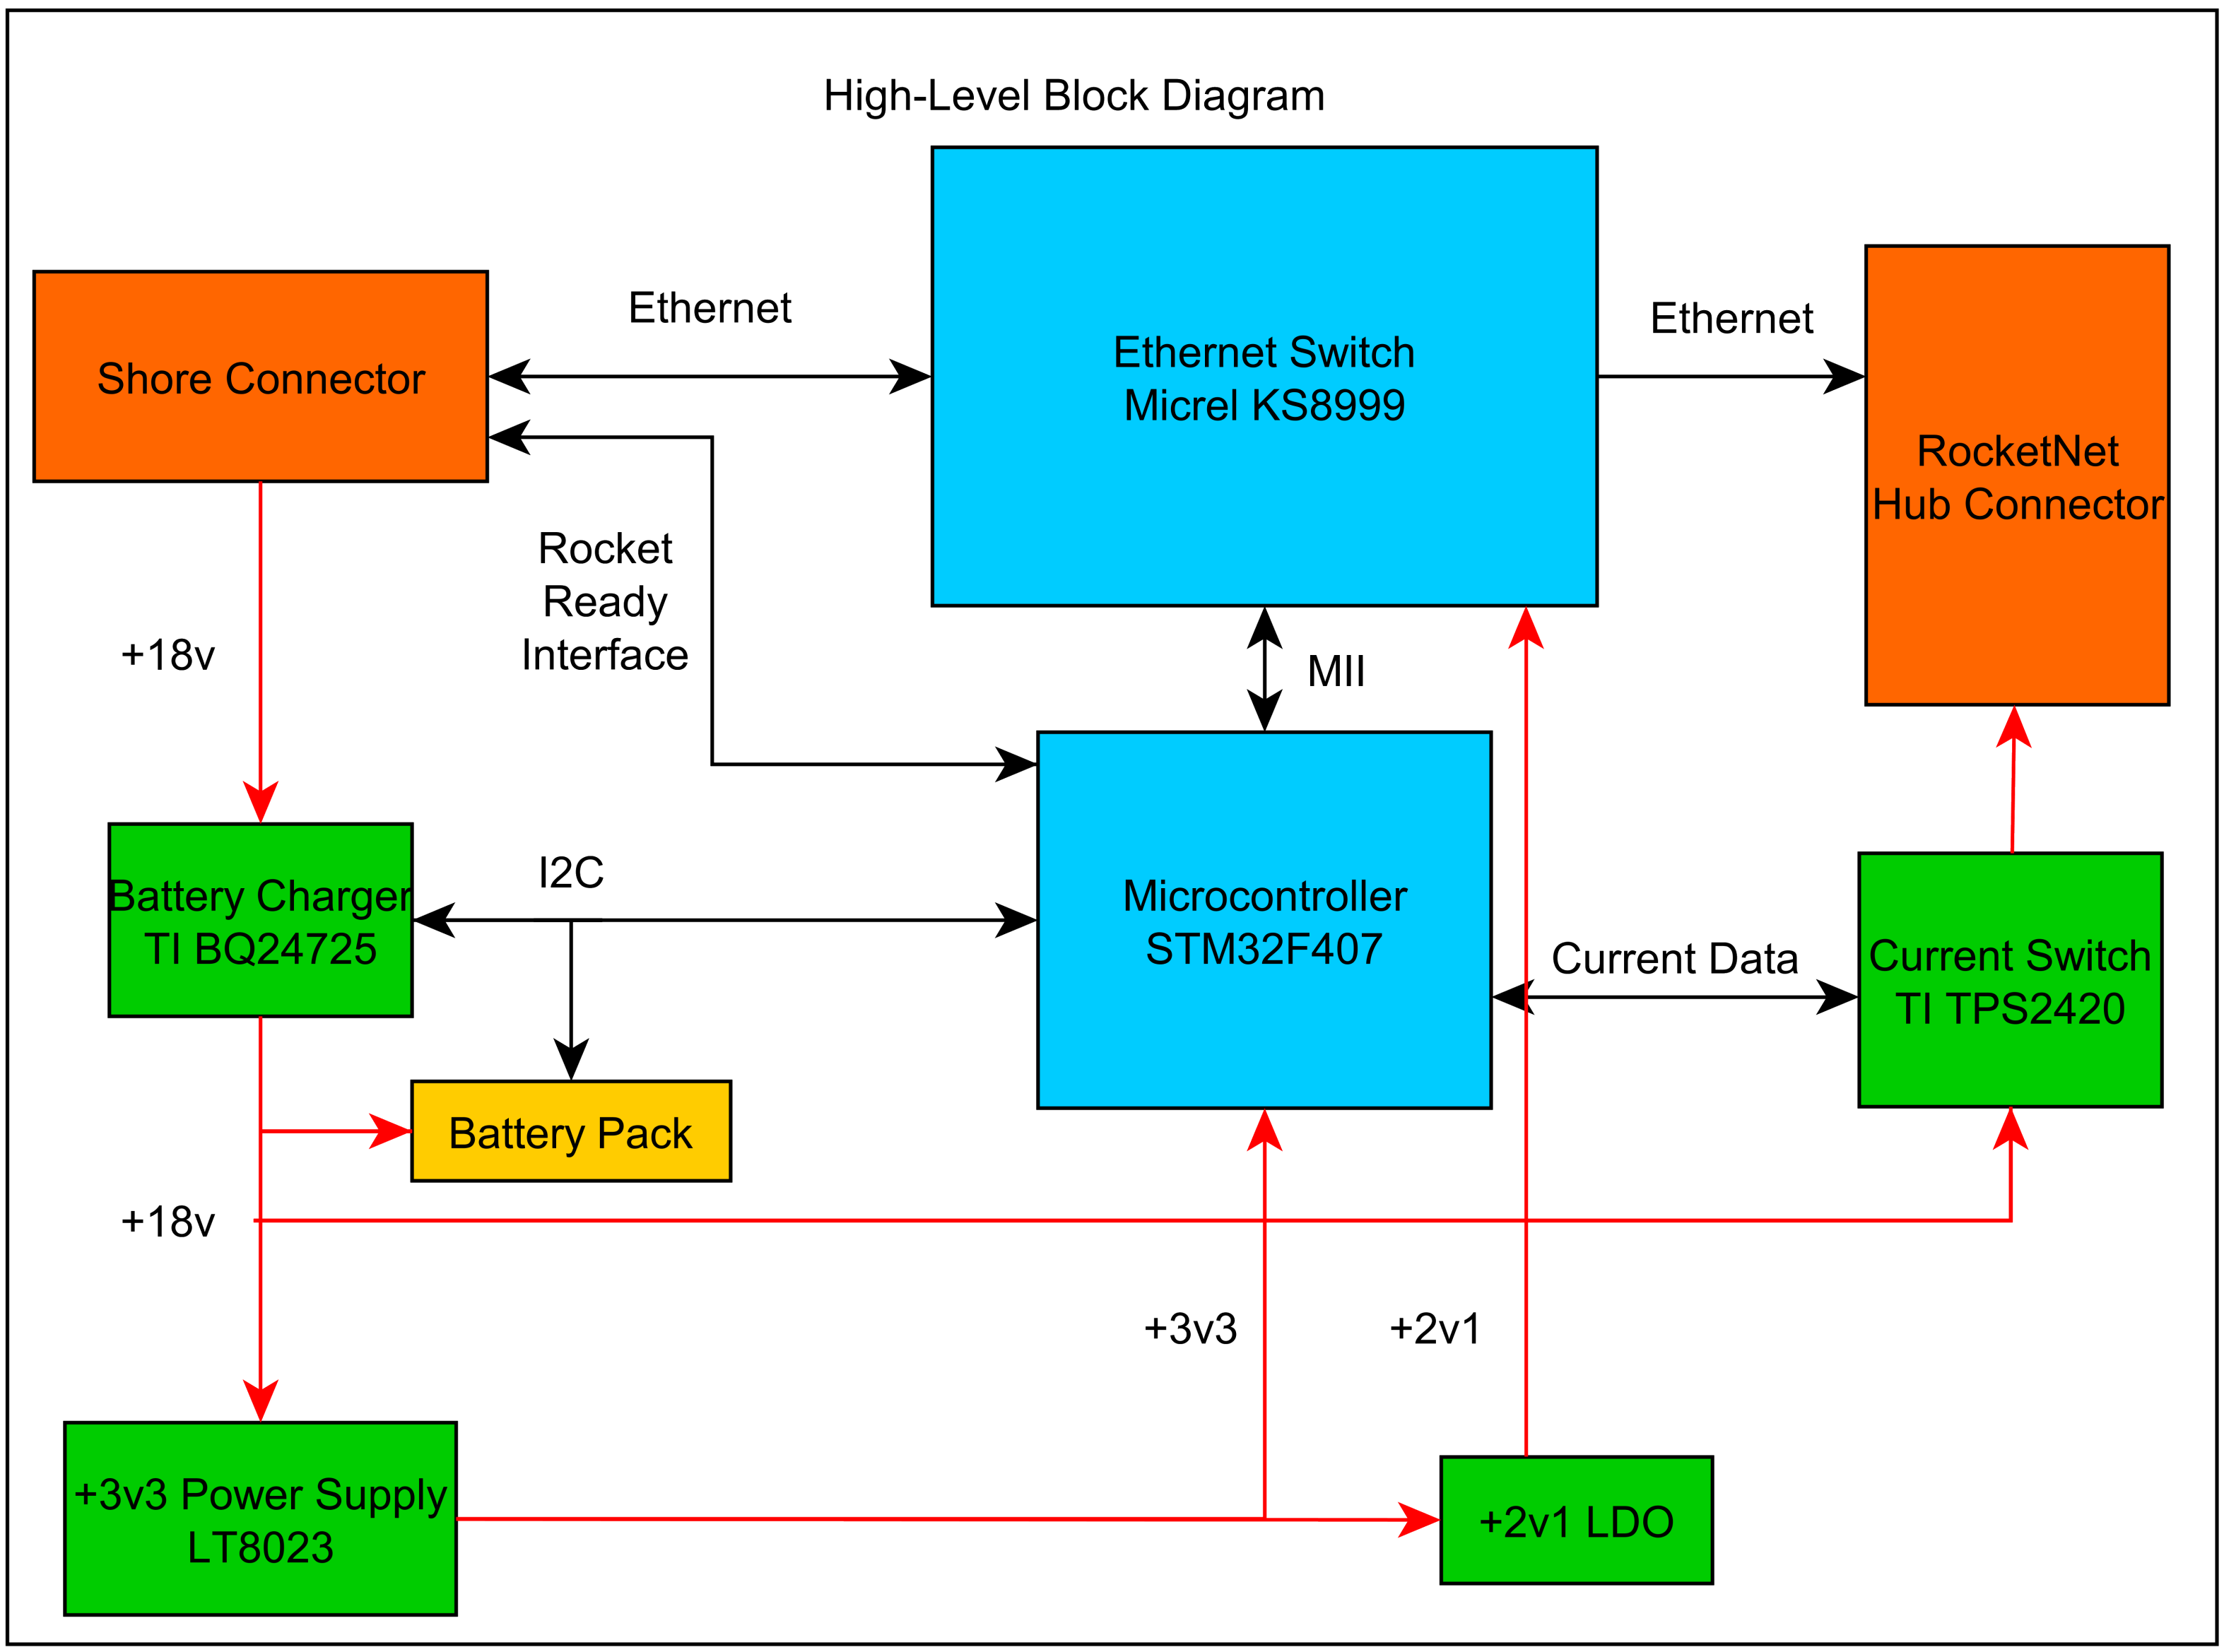 High-Level Block Diagram
Ethernet
Ethernet
Shore Connector
Ethernet Switch
Micrel KS8999
RocketNet
Hub Connector
Rocket
Ready
Interface
+18v
MII
I2C
Battery Charger
TI BQ24725
Microcontroller
STM32F407
Current Data
Current Switch
TI TPS2420
Battery Pack
+18v
+3v3
+2v1
+3v3 Power Supply
LT8023
+2v1 LDO